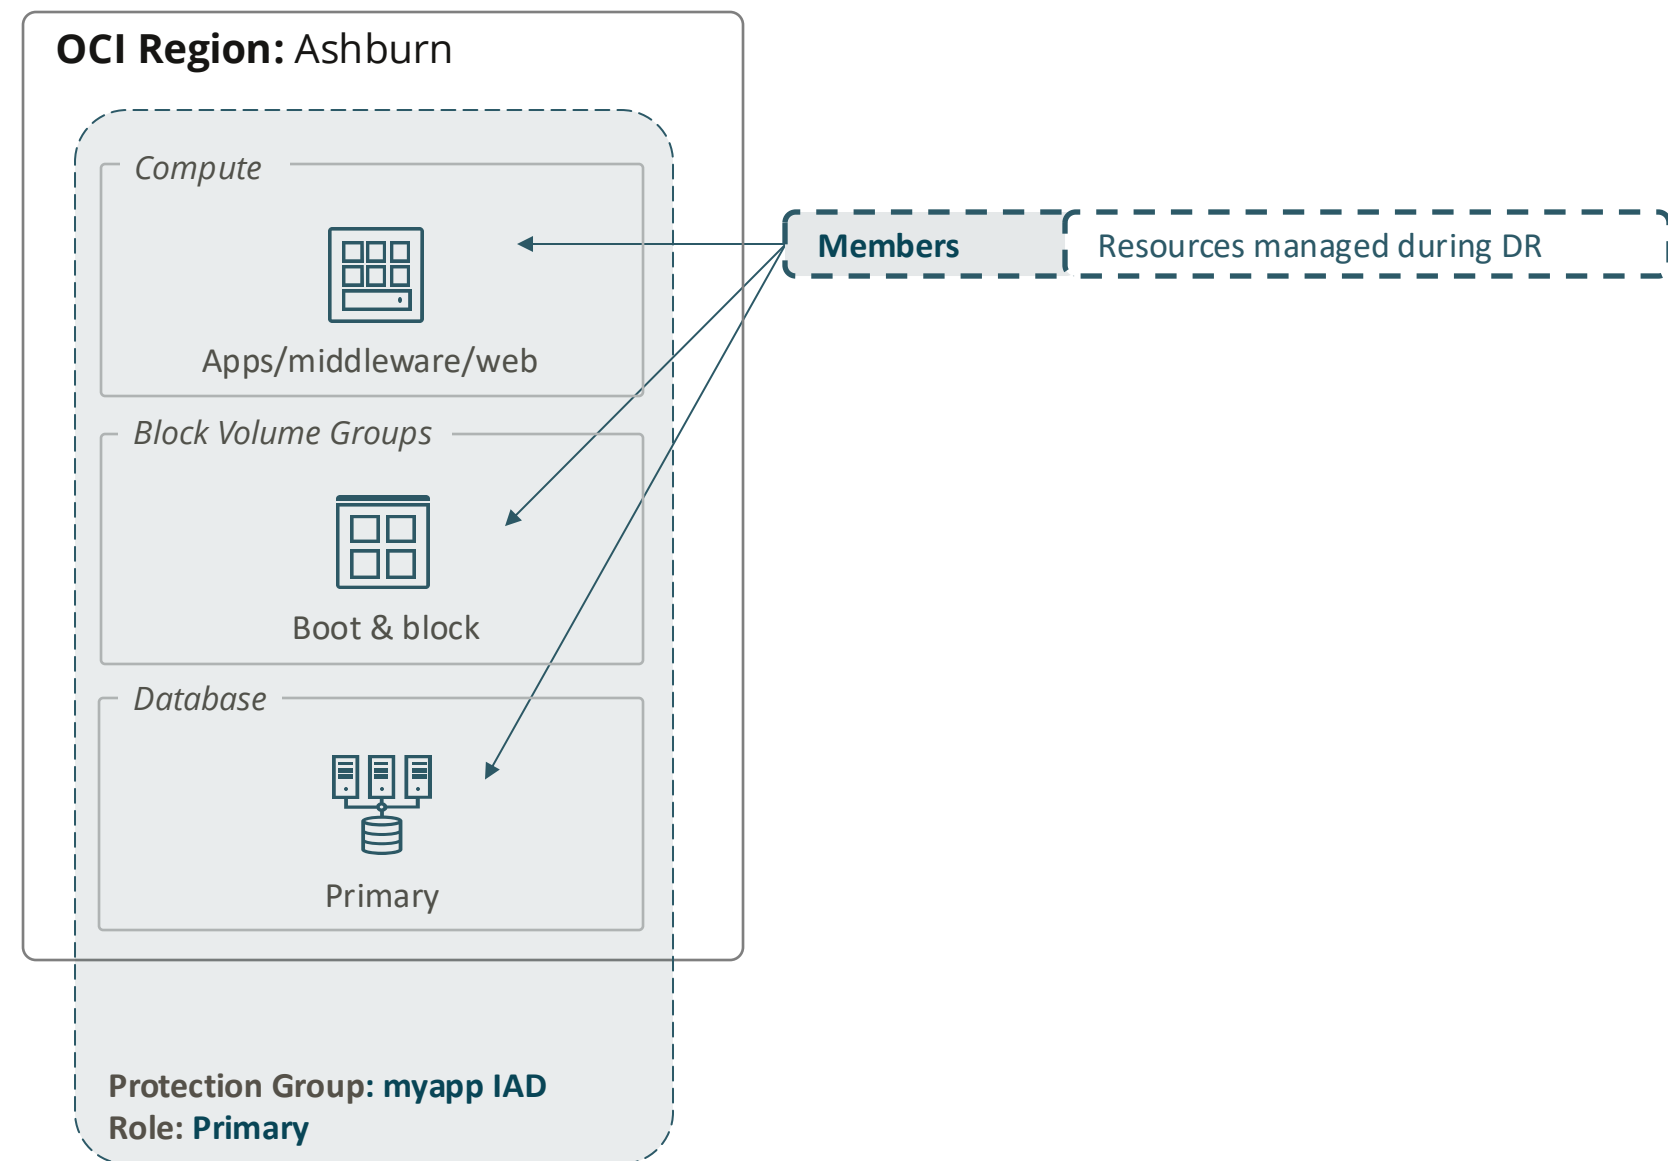 OCI Region: Ashburn
Compute
Apps/middleware/web
Members
Resources managed during DR
Block Volume Groups
Boot & block
Database
Primary
Protection Group: myapp IAD
Role: Primary